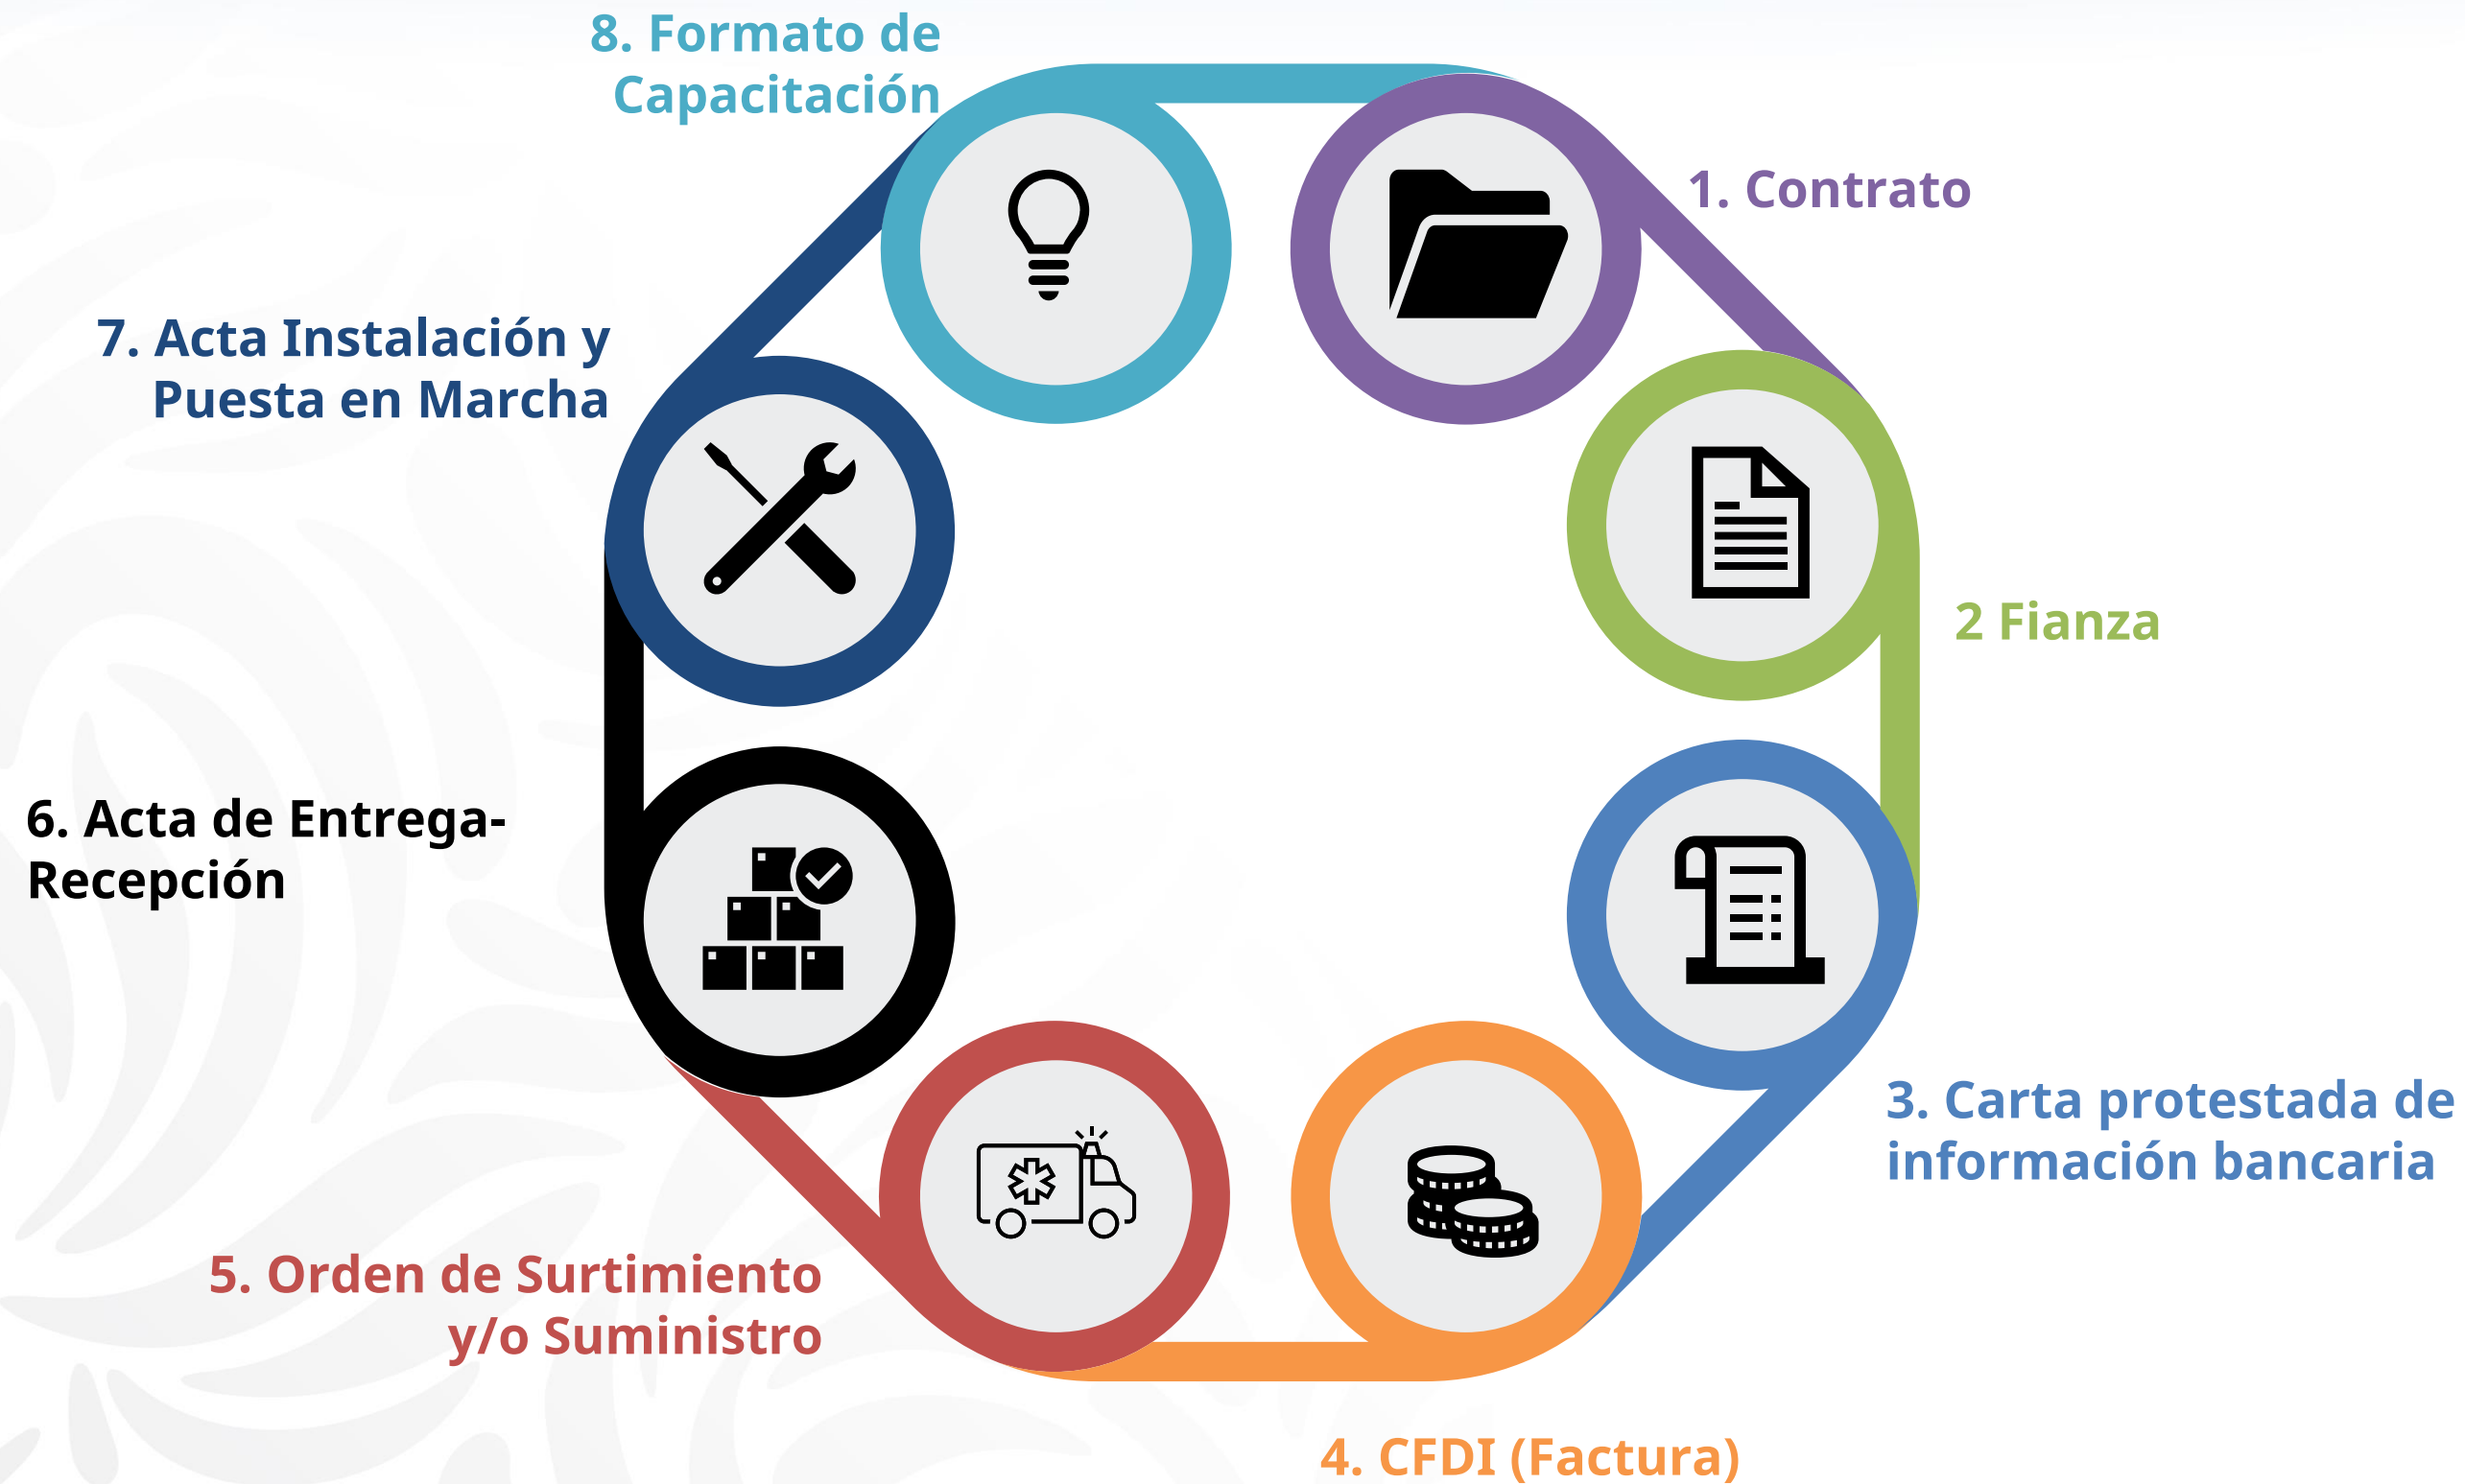 8. Formato de
Capacitación
1. Contrato
7. Acta Instalación y
Puesta en Marcha
2 Fianza
6. Acta de Entrega-
Recepción
3. Carta protestada de
información bancaria
5. Orden de Surtimiento
y/o Suministro
4. CFDI (Factura)